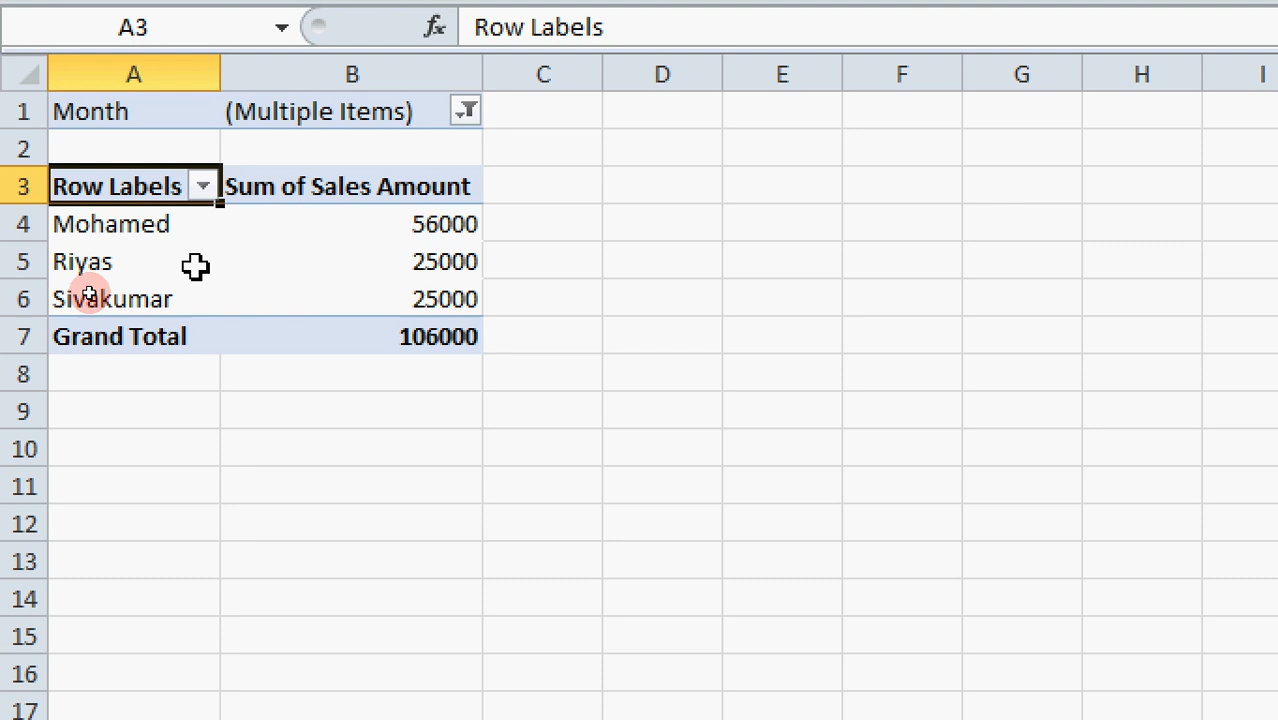 A3 fx Row Labels
A B C D E F G H I
1 Month (Multiple Items)
2
3 Row Labels Sum of Sales Amount
4 Mohamed 56000
5 Riyas 25000
6 Sivakumar 25000
7 Grand Total 106000
8
9
10
11
12
13
14
15
16
17